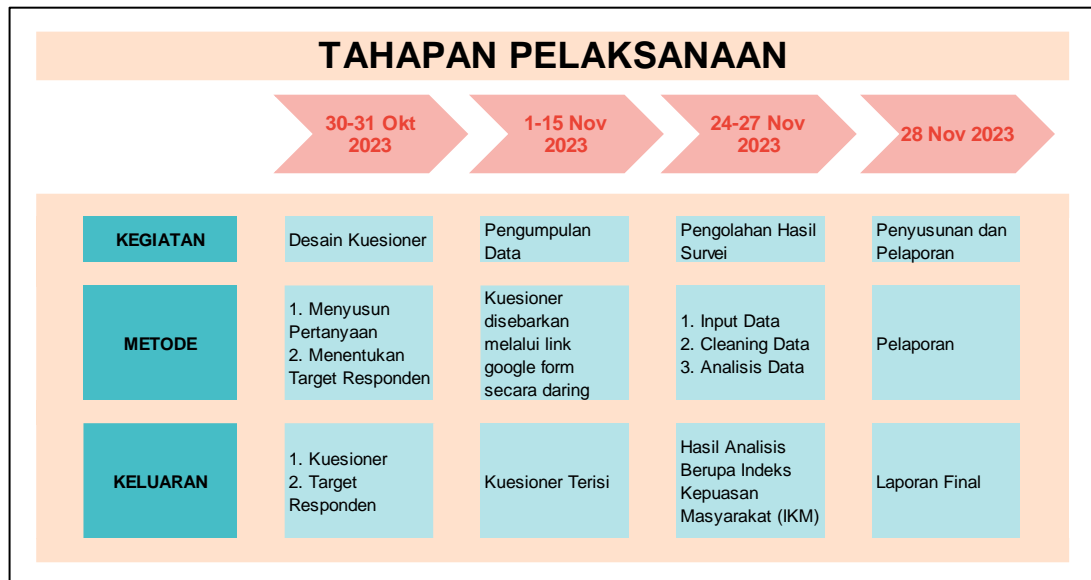 TAHAPAN PELAKSANAAN
30-31 Okt
2023
1-15 Nov
2023
24-27 Nov
2023
28 Nov 2023
KEGIATAN
Desain Kuesioner
Pengumpulan
Data
Pengolahan Hasil
Survei
Penyusunan dan
Pelaporan
METODE
1. Menyusun
Pertanyaan
2. Menentukan
Target Responden
Kuesioner
disebarkan
melalui link
google form
secara daring
1. Input Data
2. Cleaning Data
3. Analisis Data
Pelaporan
KELUARAN
1. Kuesioner
2. Target
Responden
Kuesioner Terisi
Hasil Analisis
Berupa Indeks
Kepuasan
Masyarakat (IKM)
Laporan Final